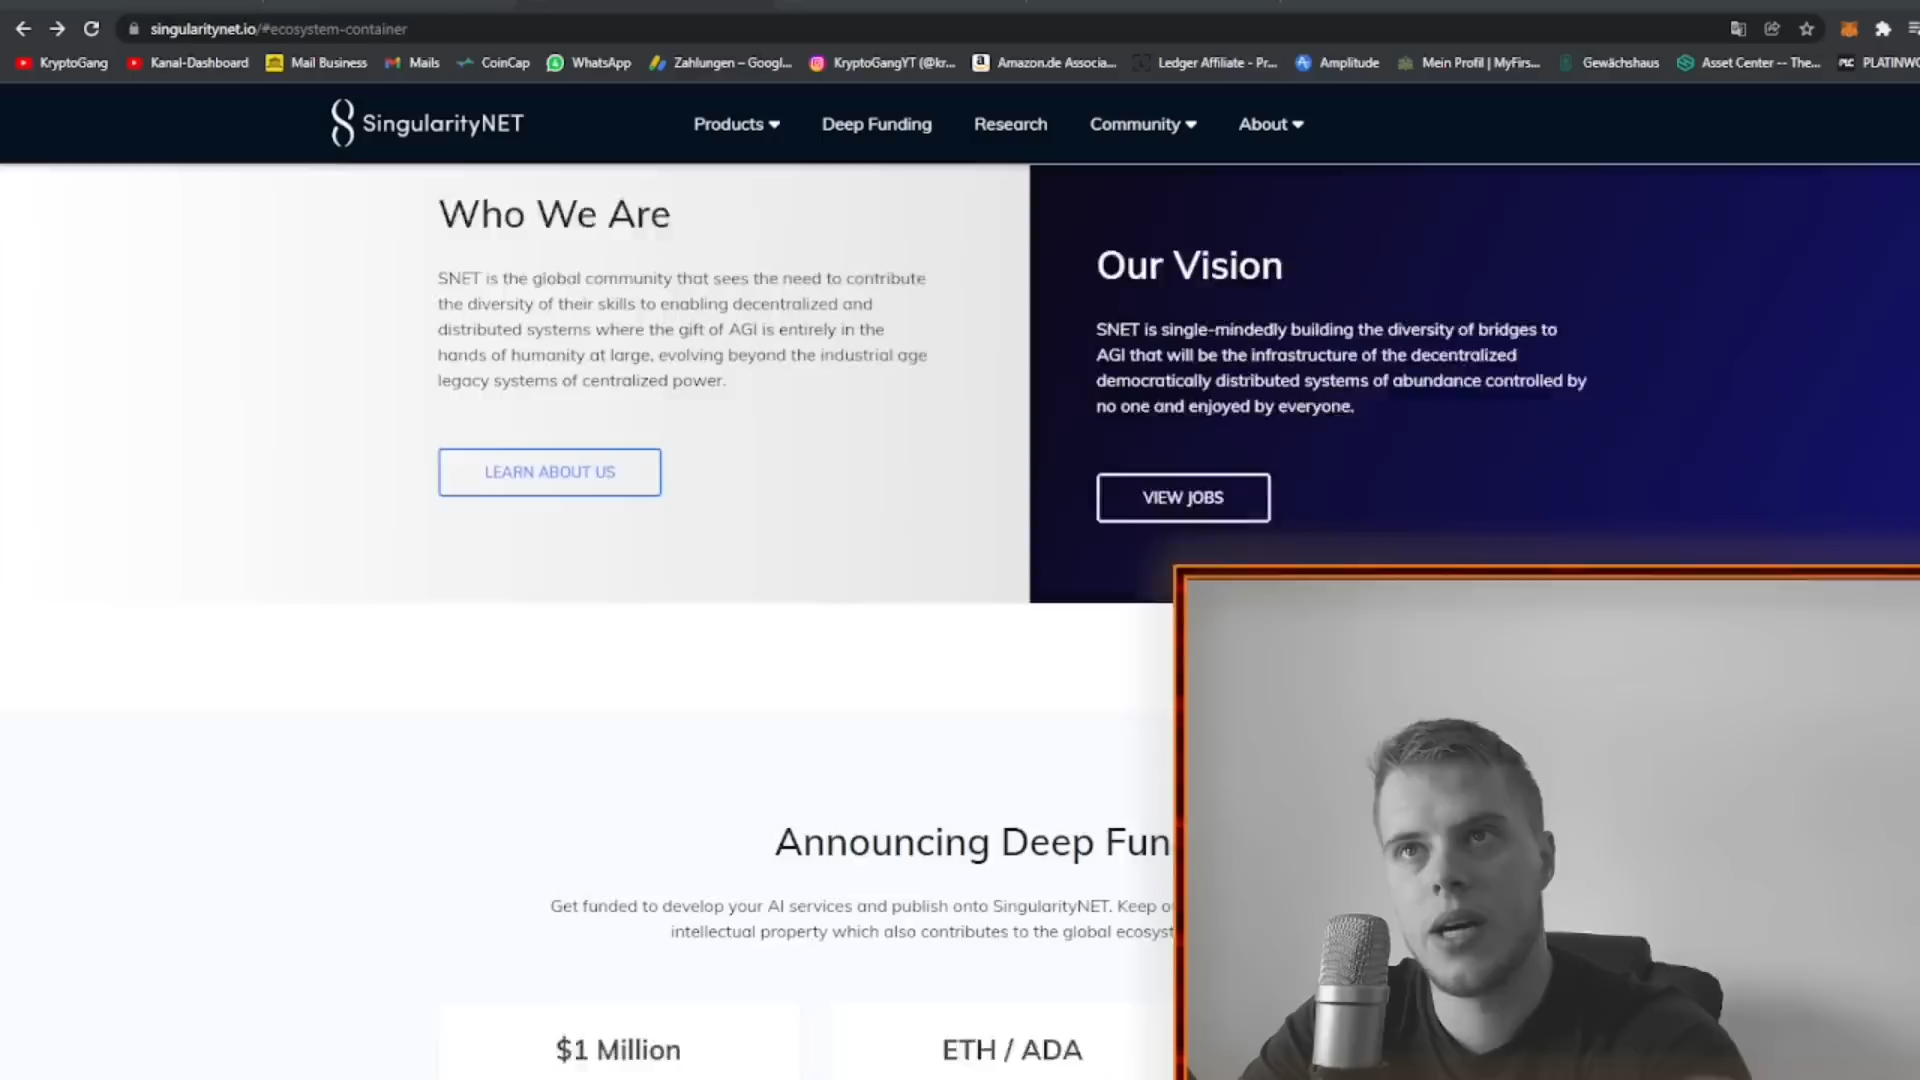 singularitynet.io/#ecosystem-container
KryptoGang Kanal-Dashboard Mail Business Mails CoinCap WhatsApp Zahlungen – Googl... KryptoGangYT (@kr... Amazon.de Associa... Ledger Affiliate - Pr... Amplitude Mein Profil | MyFirs... Gewächshaus Asset Center -- The... PLC PLATINWO
SingularityNET Products Deep Funding Research Community About
Who We Are
SNET is the global community that sees the need to contribute
the diversity of their skills to enabling decentralized and
distributed systems where the gift of AGI is entirely in the
hands of humanity at large, evolving beyond the industrial age
legacy systems of centralized power.
LEARN ABOUT US
Our Vision
SNET is single-mindedly building the diversity of bridges to
AGI that will be the infrastructure of the decentralized
democratically distributed systems of abundance controlled by
no one and enjoyed by everyone.
VIEW JOBS
Announcing Deep Fun
Get funded to develop your AI services and publish onto SingularityNET. Keep o
intellectual property which also contributes to the global ecosyst
$1 Million
ETH / ADA